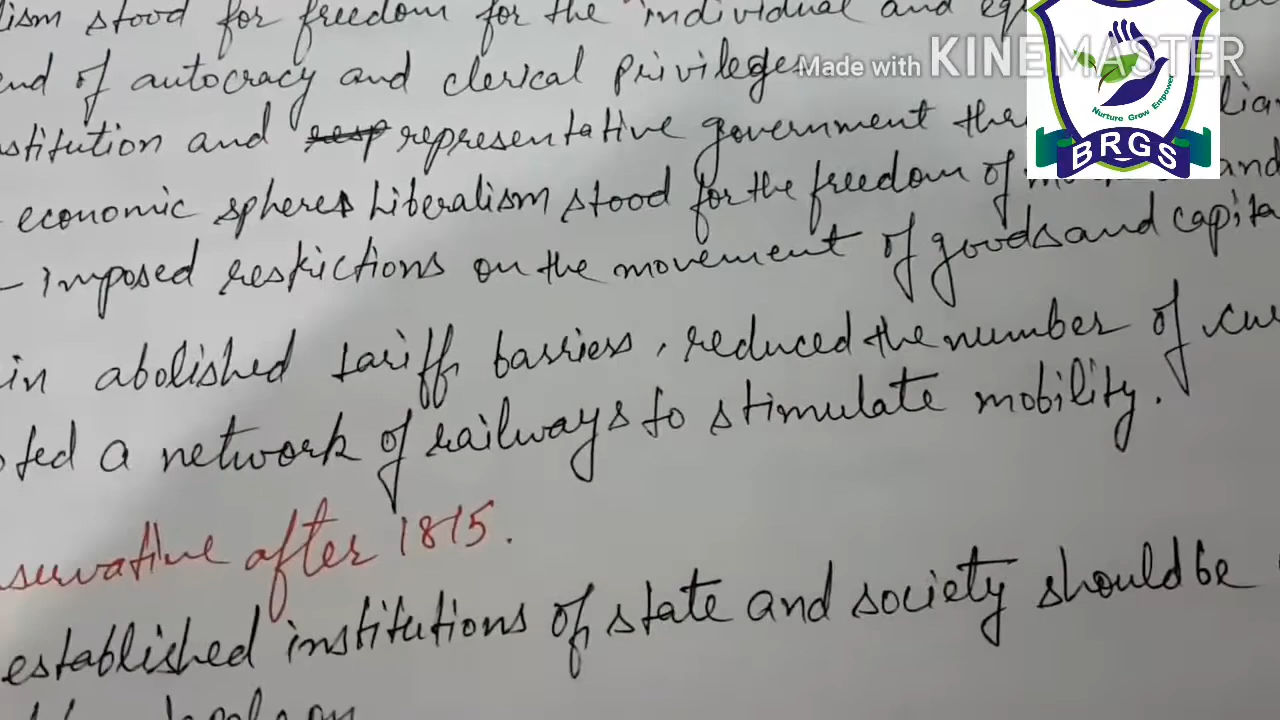 lism stood for freedom for the individual and eq
end of autocracy and clerical privileges
Made with KINEMASTER
stitution and resp representative government the
lia
Nurture Grow Empower
BRGS
economic spheres Liberalism stood for the freedom of and
- Imposed restrictions on the movement of goods and capita
in abolished tariff barriers, reduced the number of cu
ted a network of railways to stimulate mobility.
servative after 1815.
established institutions of state and society should be